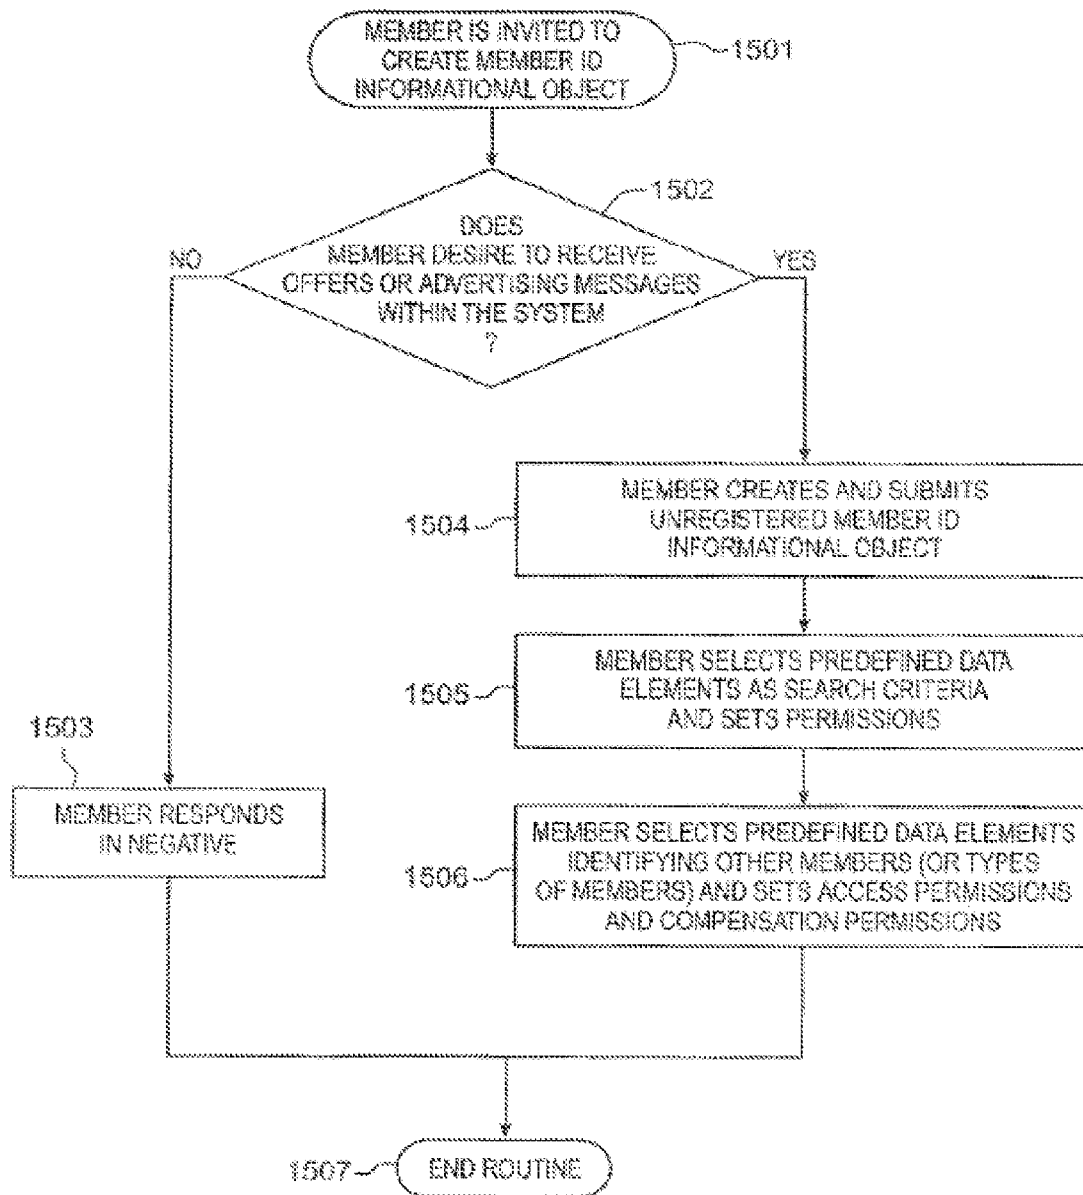 MEMBER IS INVITED TO
CREATE MEMBER ID
INFORMATIONAL OBJECT
1501
1502
DOES
MEMBER DESIRE TO RECEIVE
OFFERS OR ADVERTISING MESSAGES
WITHIN THE SYSTEM
?
NO
YES
1504
MEMBER CREATES AND SUBMITS
UNREGISTERED MEMBER ID
INFORMATIONAL OBJECT
1505
MEMBER SELECTS PREDEFINED DATA
ELEMENTS AS SEARCH CRITERIA
AND SETS PERMISSIONS
1503
MEMBER RESPONDS
IN NEGATIVE
1506
MEMBER SELECTS PREDEFINED DATA ELEMENTS
IDENTIFYING OTHER MEMBERS (OR TYPES
OF MEMBERS) AND SETS ACCESS PERMISSIONS
AND COMPENSATION PERMISSIONS
1507
END ROUTINE